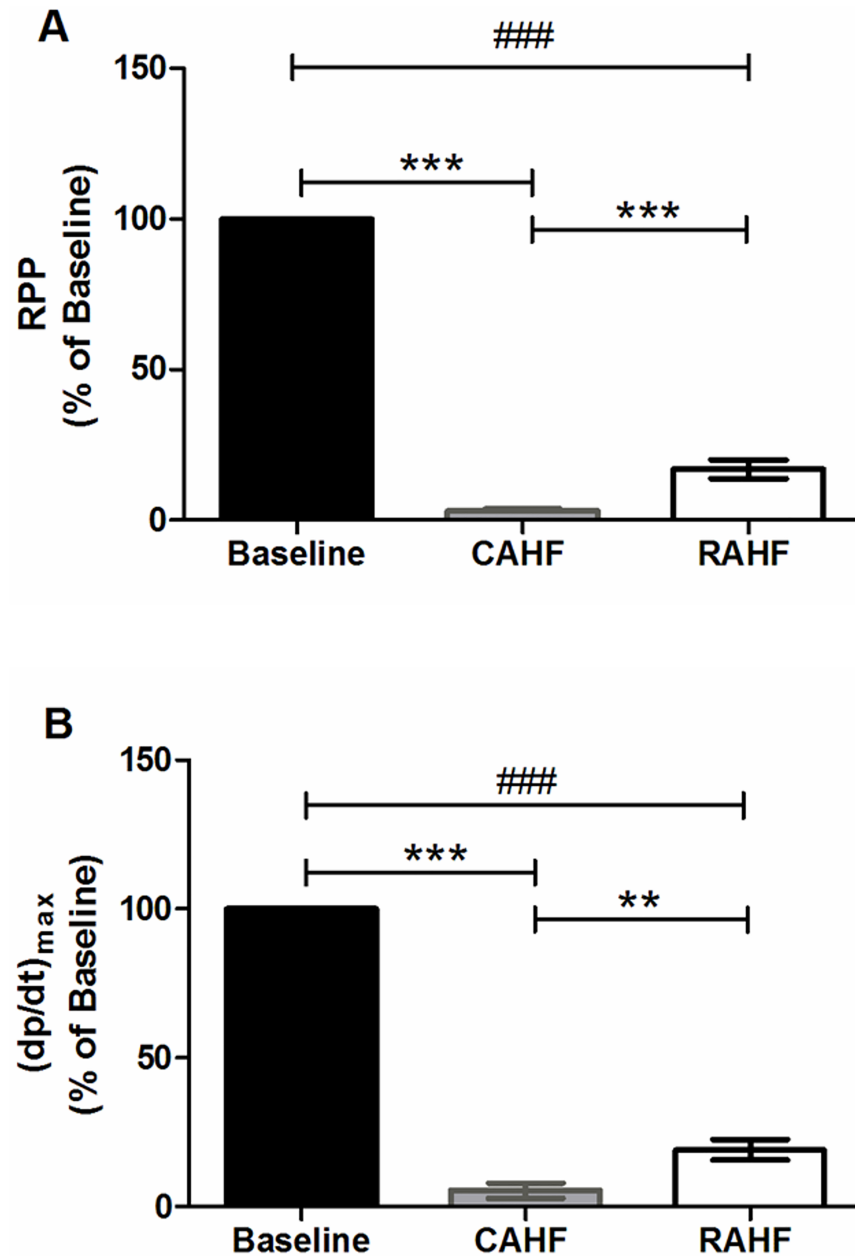 A
###
150
***
***
100
RPP
(% of Baseline)
50
0
Baseline CAHF RAHF
B
150
###
***
**
100
(dp/dt)max
(% of Baseline)
50
0
Baseline CAHF RAHF